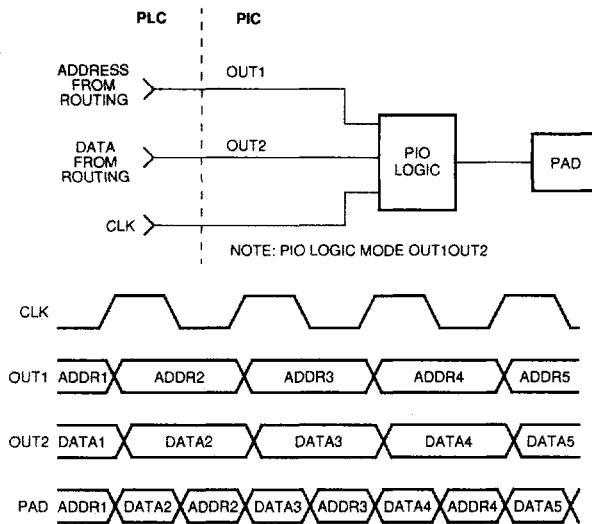 PLC PIC
ADDRESS
FROM
ROUTING
OUT1
DATA
FROM
ROUTING
OUT2
PIO
LOGIC
PAD
CLK
NOTE: PIO LOGIC MODE OUT1OUT2
CLK
OUT1 ADDR1 ADDR2 ADDR3 ADDR4 ADDR5
OUT2 DATA1 DATA2 DATA3 DATA4 DATA5
PAD ADDR1 DATA2 ADDR2 DATA3 ADDR3 DATA4 ADDR4 DATA5